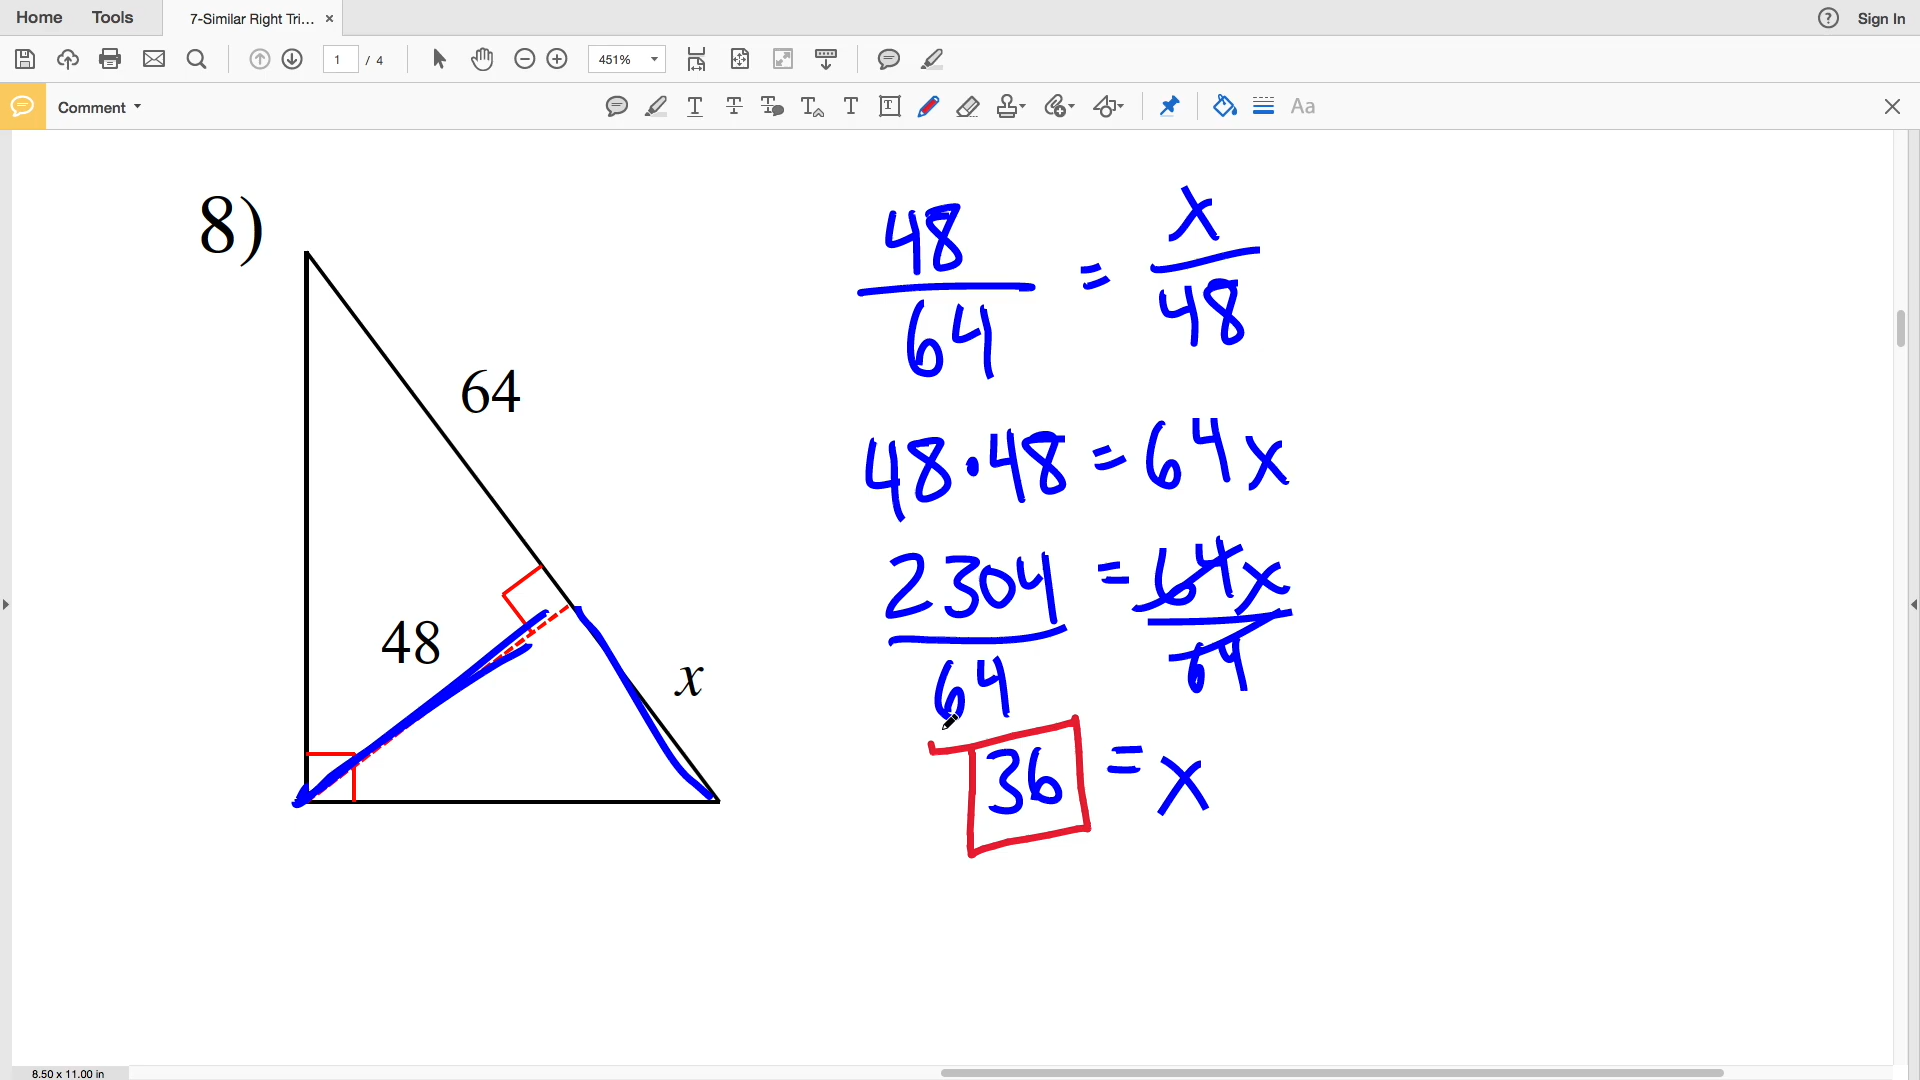 Home Tools 7-Similar Right Tri... × ? Sign In
1 / 4 451%
Comment T T T T T T Aa
8)
64
48
x
48 = x
64 48
48·48=64x
2304 = 64x
64 64
36 = x
8.50 x 11.00 in